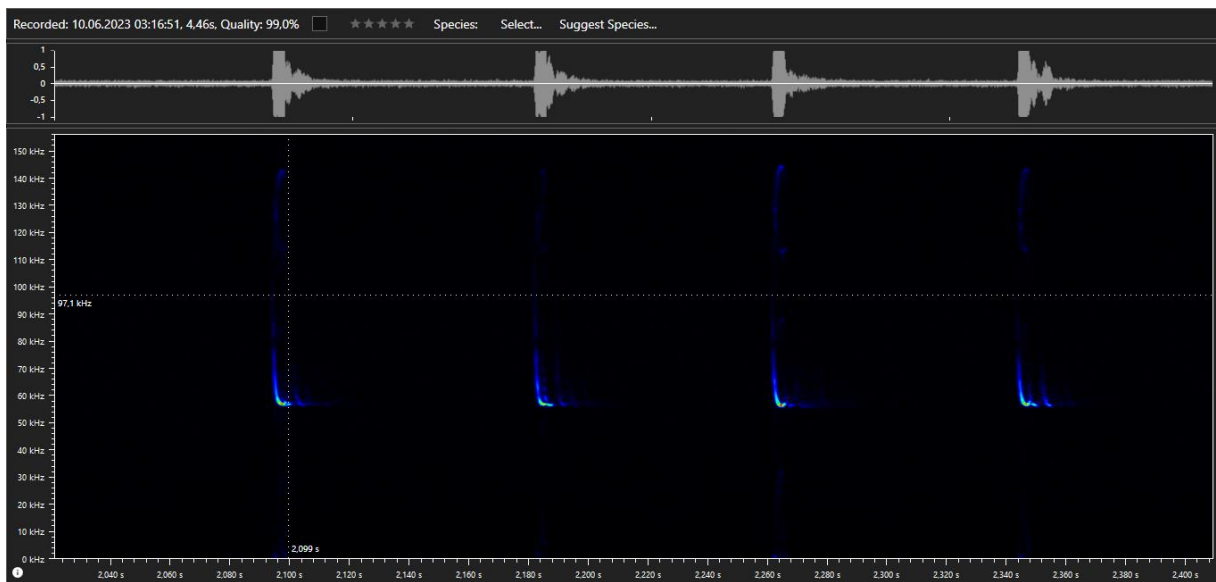 Recorded: 10.06.2023 03:16:51, 4,46s, Quality: 99,0% Species: Select... Suggest Species...
1
0,5
0
-0,5
-1
150 kHz
140 kHz
130 kHz
120 kHz
110 kHz
100 kHz
97,1 kHz
90 kHz
80 kHz
70 kHz
60 kHz
50 kHz
40 kHz
30 kHz
20 kHz
10 kHz
2,099 s
0 kHz
2,040 s 2,060 s 2,080 s 2,100 s 2,120 s 2,140 s 2,160 s 2,180 s 2,200 s 2,220 s 2,240 s 2,260 s 2,280 s 2,300 s 2,320 s 2,340 s 2,360 s 2,380 s 2,400 s